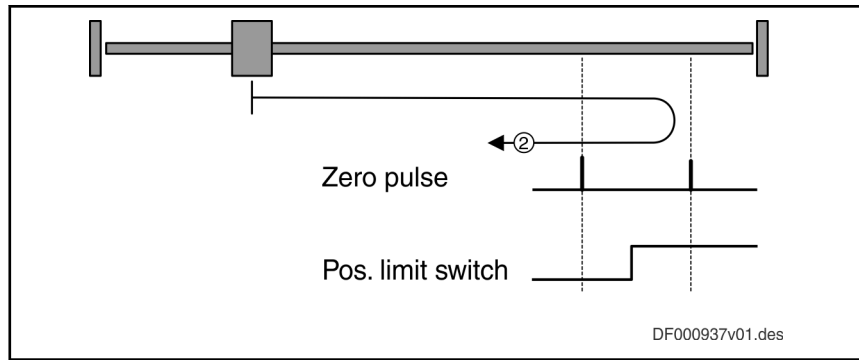 ②
Zero pulse
Pos. limit switch
DF000937v01.des